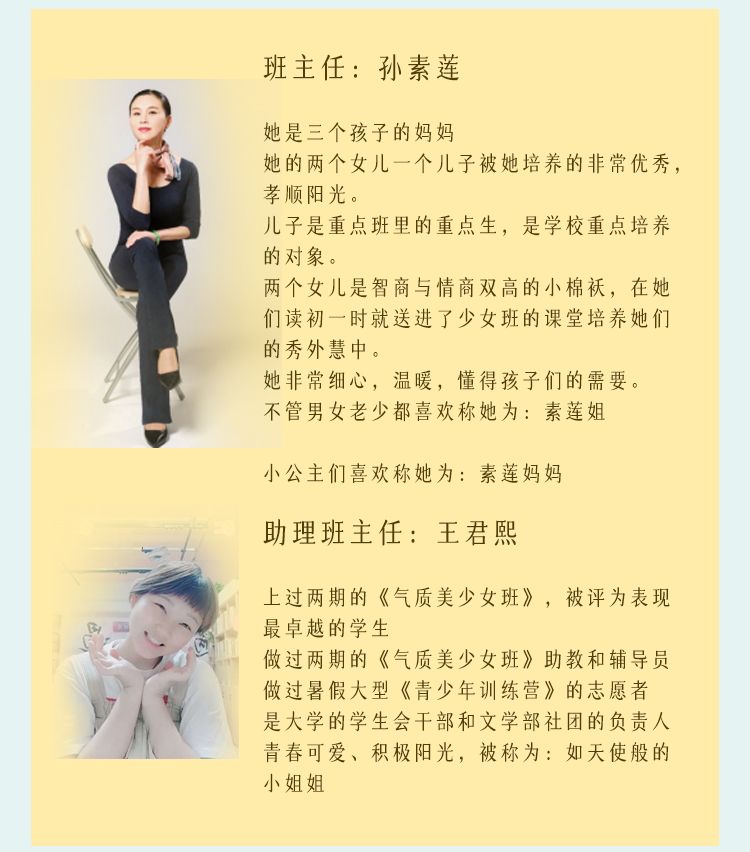 班主任：孙素莲
她是三个孩子的妈妈
她的两个女儿一个儿子被她培养的非常优秀，
孝顺阳光。
儿子是重点班里的重点生，是学校重点培养
的对象。
两个女儿是智商与情商双高的小棉袄，在她
们读初一时就送进了少女班的课堂培养她们
的秀外慧中。
她非常细心，温暖，懂得孩子们的需要。
不管男女老少都喜欢称她为：素莲姐
小公主们喜欢称她为：素莲妈妈
助理班主任：王君熙
上过两期的《气质美少女班》，被评为表现
最卓越的学生
做过两期的《气质美少女班》助教和辅导员
做过暑假大型《青少年训练营》的志愿者
是大学的学生会干部和文学部社团的负责人
青春可爱、积极阳光，被称为：如天使般的
小姐姐